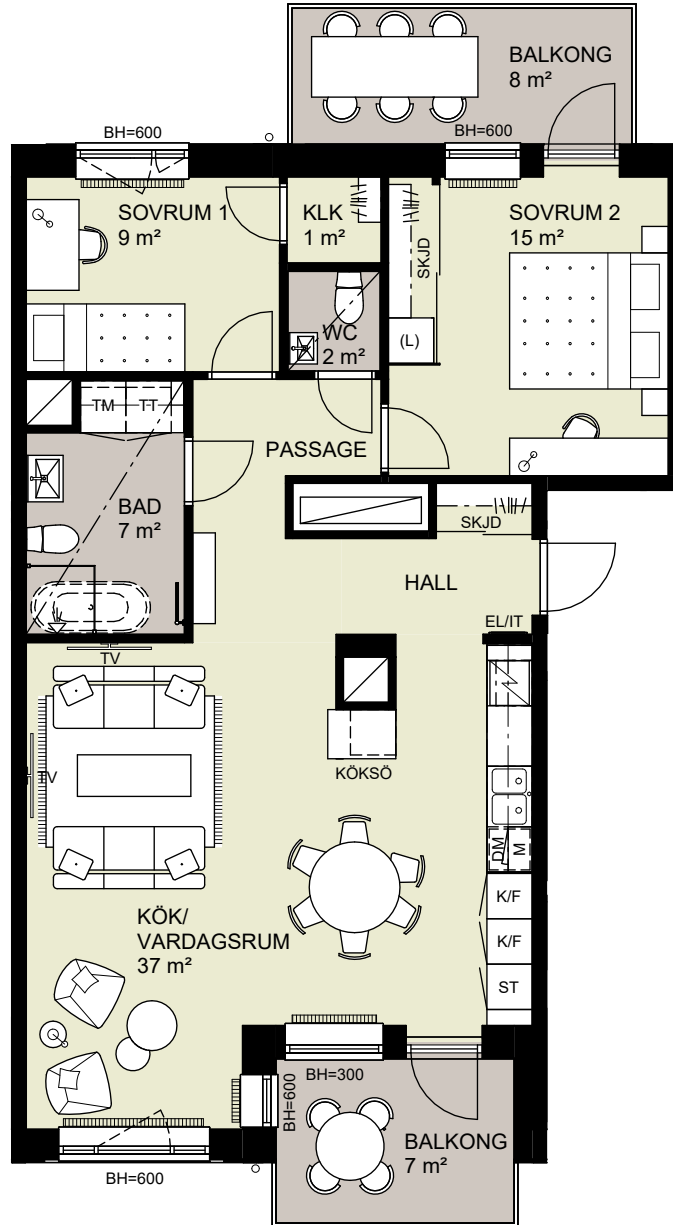 BALKONG
8 m²
BH=600
BH=600
SOVRUM 1
9 m²
KLK
1 m²
SKJD
SOVRUM 2
15 m²
WC
2 m²
(L)
TM
TT
PASSAGE
BAD
7 m²
SKJD
HALL
EL/IT
TV
TV
KÖKSÖ
DM
M
K/F
K/F
ST
KÖK/
VARDAGSRUM
37 m²
BH=300
BH=600
BALKONG
7 m²
BH=600